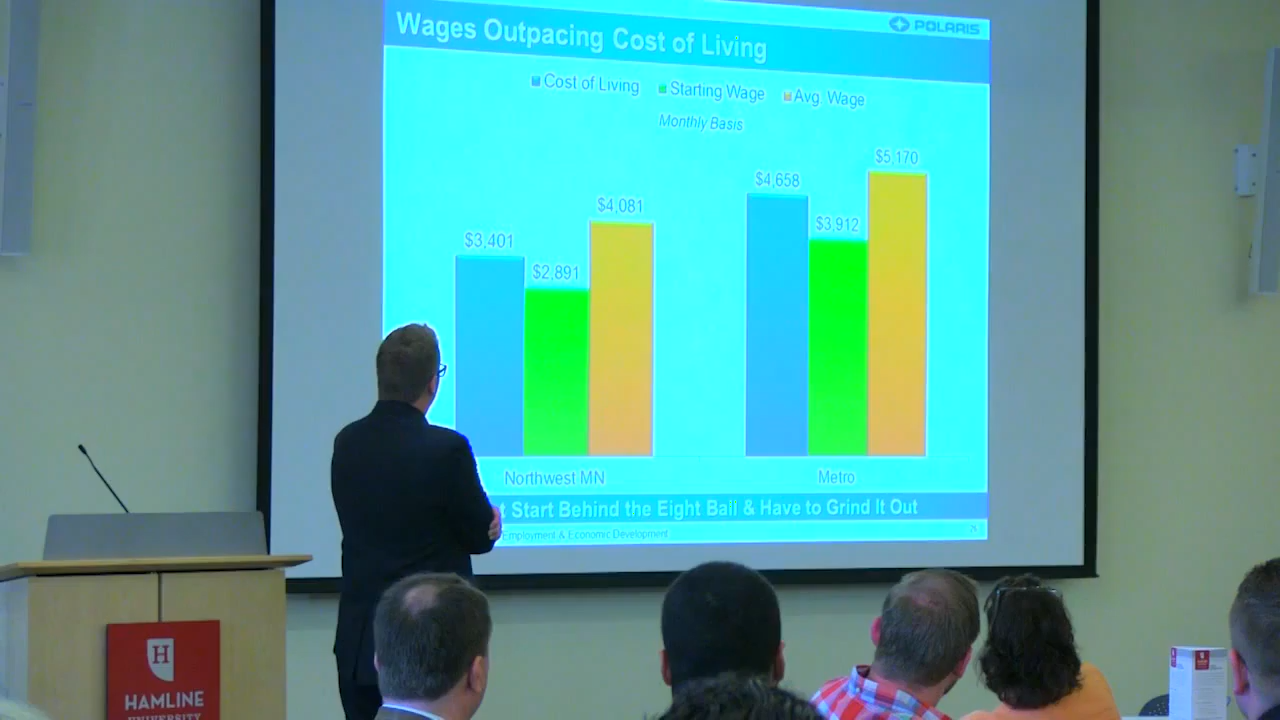 Wages Outpacing Cost of Living
POLARIS
Cost of Living Starting Wage Avg. Wage
Monthly Basis
$3,401 $2,891 $4,081 $4,658 $3,912 $5,170
Northwest MN Metro
Start Behind the Eight Ball & Have to Grind It Out
Employment & Economic Development
H
HAMLINE
UNIVERSITY